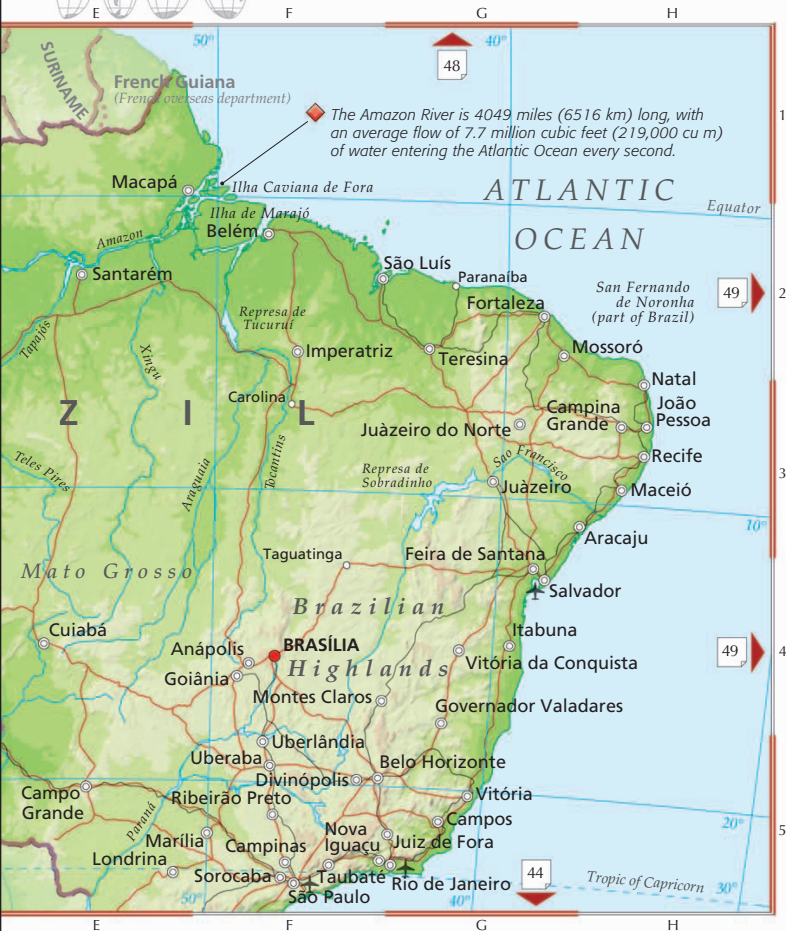 E F G H
50° 40°
48
SURINAME
French Guiana
(French overseas department)
1
The Amazon River is 4049 miles (6516 km) long, with
an average flow of 7.7 million cubic feet (219,000 cu m)
of water entering the Atlantic Ocean every second.
Macapá
Ilha Caviana de Fora
ATLANTIC
OCEAN
Equator
Ilha de Marajó
Belém
Amazon
Santarém
São Luís
Paranaíba
Fortaleza
San Fernando
de Noronha
(part of Brazil)
49
2
Represa de
Tucuruí
Tapajós
Xingu
Imperatriz
Teresina
Mossoró
Natal
Carolina
Z I L
Campina
Grande
João
Pessoa
Juàzeiro do Norte
Recife
Teles Pires
Araguaia
Tocantins
Represa de
Sobradinho
Sao Francisco
Juàzeiro
Maceió
3
10°
Aracaju
Taguatinga
Feira de Santana
Salvador
Mato Grosso
Brazilian
Highlands
Cuiabá
Itabuna
Anápolis
BRASÍLIA
Goiânia
Vitória da Conquista
49
4
Montes Claros
Governador Valadares
Uberlândia
Uberaba
Belo Horizonte
Divinópolis
Campo
Grande
Ribeirão Preto
Vitória
Paraná
Campos
20°
5
Marília
Nova
Iguaçu
Juiz de Fora
Londrina
Campinas
Sorocaba
Taubaté
Rio de Janeiro
São Paulo
44
Tropic of Capricorn
30°
50° 40°
E F G H